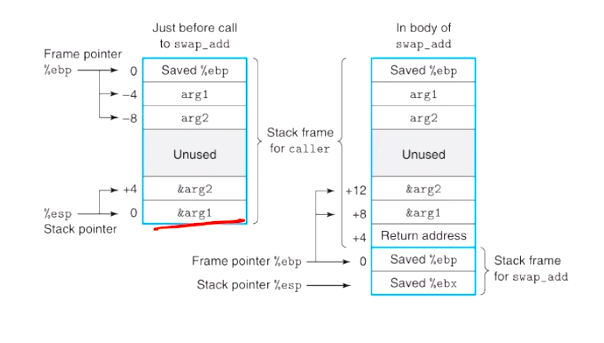 Just before call
to swap_add
In body of
swap_add
Frame pointer
%ebp
0
Saved %ebp
-4
arg1
-8
arg2
Unused
+4
&arg2
%esp
0
&arg1
Stack pointer
Stack frame
for caller
Saved %ebp
arg1
arg2
Unused
+12
&arg2
+8
&arg1
+4
Return address
Frame pointer %ebp
0
Saved %ebp
Stack pointer %esp
Saved %ebx
Stack frame
for swap_add